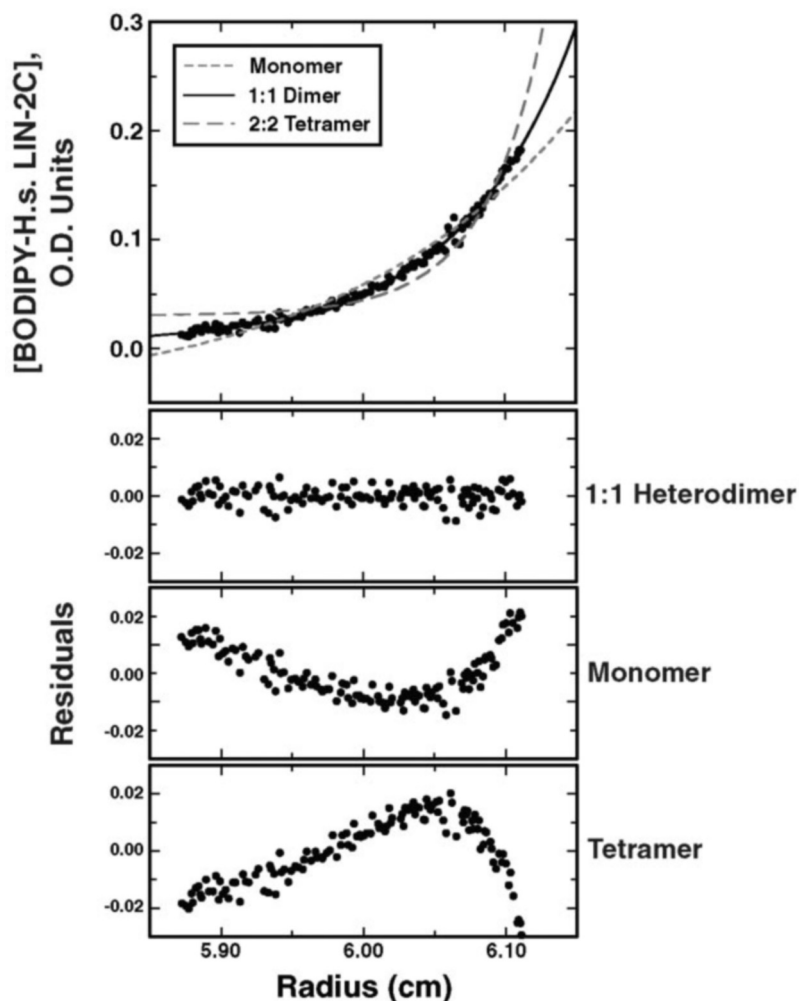 [BODIPY-H.s. LIN-2C],
O.D. Units
0.3
0.2
0.1
0.0
Monomer
1:1 Dimer
2:2 Tetramer
Residuals
0.02
0.00
-0.02
1:1 Heterodimer
0.02
0.00
-0.02
Monomer
0.02
0.00
-0.02
Tetramer
5.90
6.00
6.10
Radius (cm)